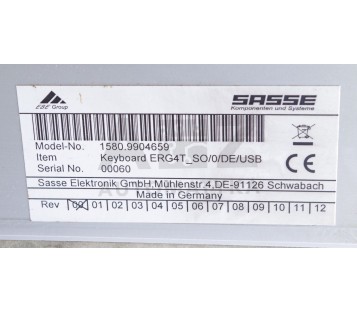 EBE Group
SASSE
Komponenten und Systeme
Model-No. 1580.9904659
Item Keyboard ERG4T_SO/0/DE/USB
Serial No. 00060
CE
Sasse Elektronik GmbH,Mühlenstr.4,DE-91126 Schwabach
Made in Germany
Rev 00 01 02 03 04 05 06 07 08 09 10 11 12